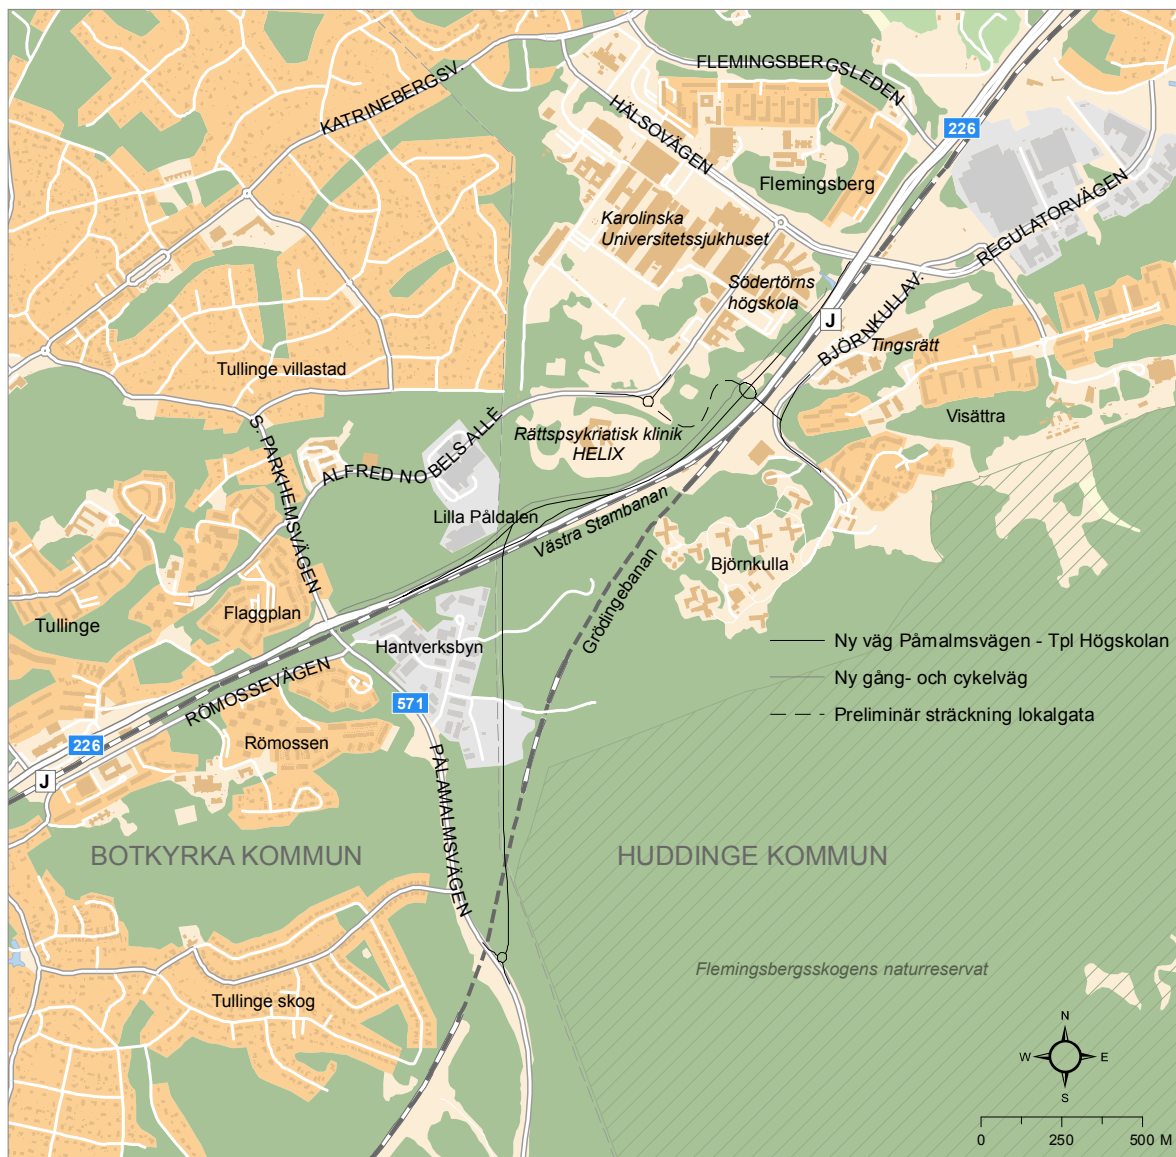 FLEMINGSBERGSLEDEN
KATRINEBERGSV.
HÄLSOVÄGEN
226
Flemingsberg
REGULATORVÄGEN
Karolinska
Universitetssjukhuset
Södertörns
högskola
BJÖRNKULLAV.
J
Tingsrätt
Tullinge villastad
Visättra
S. PARKHEMSVÄGEN
ALFRED NOBELS ALLÈ
Rättspsykriatisk klinik
HELIX
Lilla Påldalen
Västra Stambanan
Björnkulla
Grödingebanan
Flaggplan
Tullinge
Hantverksbyn
Ny väg Påmalmsvägen - Tpl Högskolan
Ny gång- och cykelväg
Preliminär sträckning lokalgata
RÖMOSSEVÄGEN
571
226
Römossen
J
PÅLAMALMSVÄGEN
BOTKYRKA KOMMUN
HUDDINGE KOMMUN
Flemingsbergsskogens naturreservat
Tullinge skog
N
W
E
S
0 250 500 M